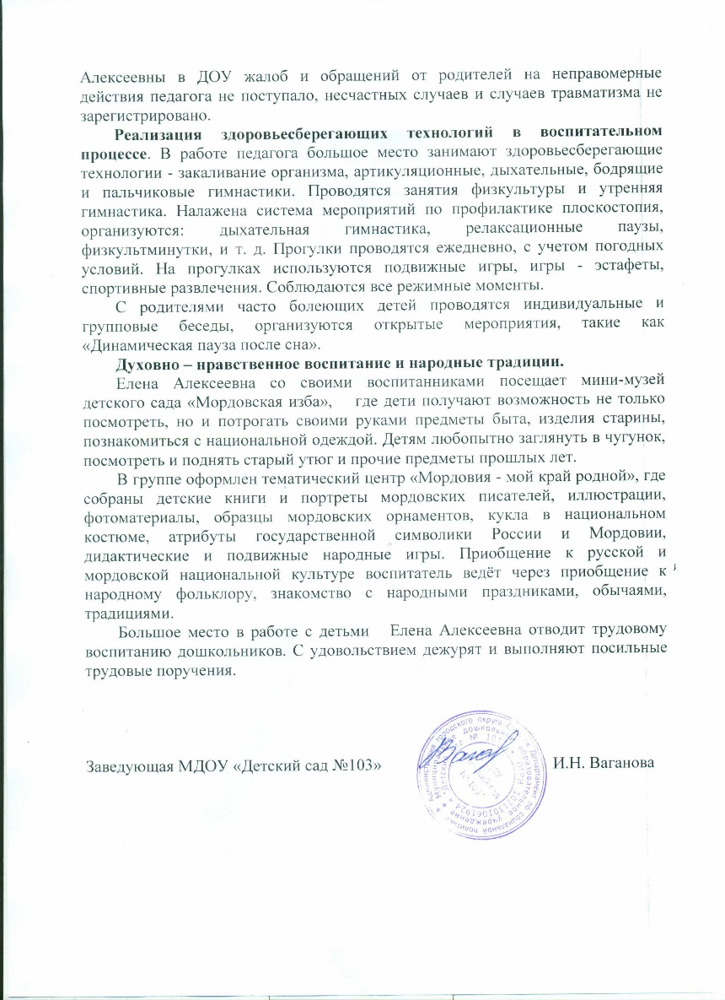 Алексеевны в ДОУ жалоб и обращений от родителей на неправомерные
действия педагога не поступало, несчастных случаев и случаев травматизма не
зарегистрировано.
Реализация здоровьесберегающих технологий в воспитательном
процессе. В работе педагога большое место занимают здоровьесберегающие
технологии - закаливание организма, артикуляционные, дыхательные, бодрящие
и пальчиковые гимнастики. Проводятся занятия физкультуры и утренняя
гимнастика. Налажена система мероприятий по профилактике плоскостопия,
организуются: дыхательная гимнастика, релаксационные паузы,
физкультминутки, и т. д. Прогулки проводятся ежедневно, с учетом погодных
условий. На прогулках используются подвижные игры, игры - эстафеты,
спортивные развлечения. Соблюдаются все режимные моменты.
С родителями часто болеющих детей проводятся индивидуальные и
групповые беседы, организуются открытые мероприятия, такие как
«Динамическая пауза после сна».
Духовно – нравственное воспитание и народные традиции.
Елена Алексеевна со своими воспитанниками посещает мини-музей
детского сада «Мордовская изба», где дети получают возможность не только
посмотреть, но и потрогать своими руками предметы быта, изделия старины,
познакомиться с национальной одеждой. Детям любопытно заглянуть в чугунок,
посмотреть и поднять старый утюг и прочие предметы прошлых лет.
В группе оформлен тематический центр «Мордовия - мой край родной», где
собраны детские книги и портреты мордовских писателей, иллюстрации,
фотоматериалы, образцы мордовских орнаментов, кукла в национальном
костюме, атрибуты государственной символики России и Мордовии,
дидактические и подвижные народные игры. Приобщение к русской и
мордовской национальной культуре воспитатель ведёт через приобщение к
народному фольклору, знакомство с народными праздниками, обычаями,
традициями.
Большое место в работе с детьми Елена Алексеевна отводит трудовому
воспитанию дошкольников. С удовольствием дежурят и выполняют посильные
трудовые поручения.
Заведующая МДОУ «Детский сад №103» И.Н. Ваганова